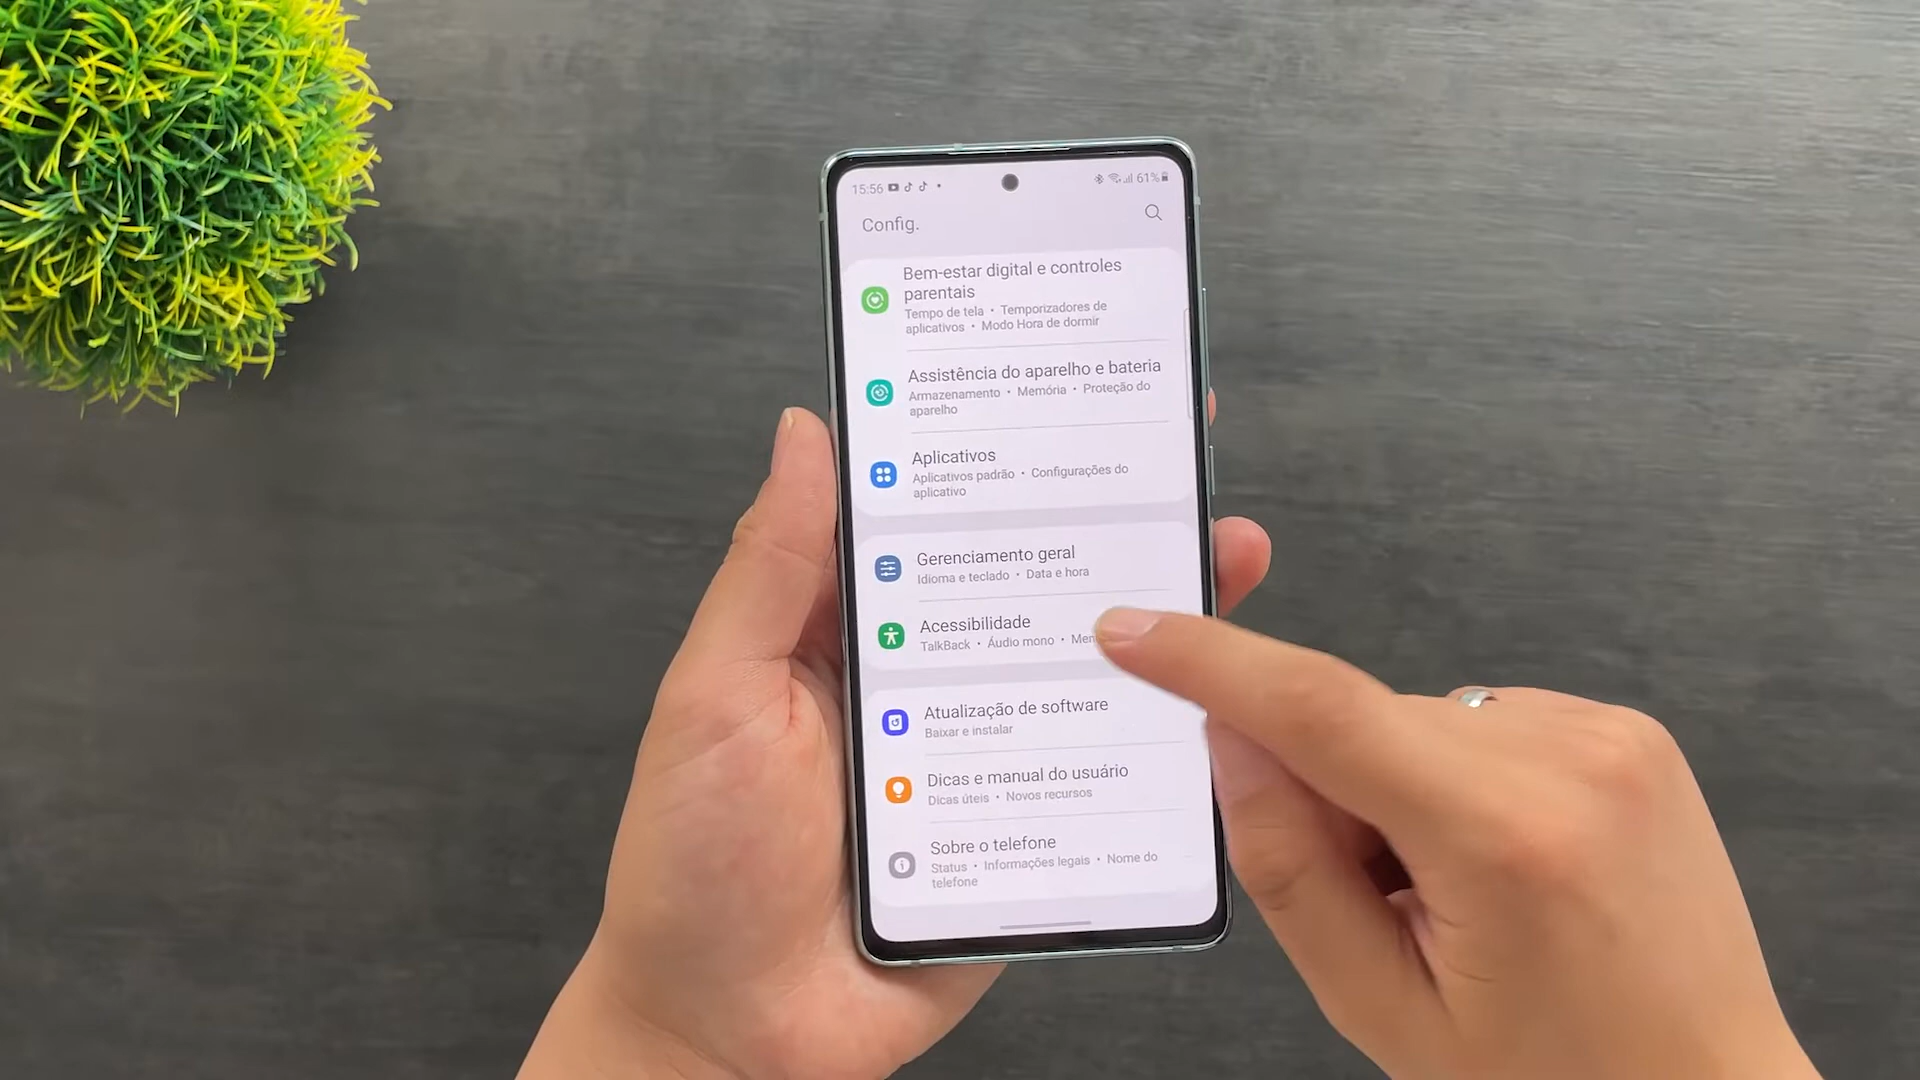 15:56
61%
Config.
Bem-estar digital e controles
parentais
Tempo de tela • Temporizadores de
aplicativos • Modo Hora de dormir
Assistência do aparelho e bateria
Armazenamento • Memória • Proteção do
aparelho
Aplicativos
Aplicativos padrão • Configurações do
aplicativo
Gerenciamento geral
Idioma e teclado • Data e hora
Acessibilidade
TalkBack • Áudio mono •
Atualização de software
Baixar e instalar
Dicas e manual do usuário
Dicas úteis • Novos recursos
Sobre o telefone
Status • Informações legais • Nome do
telefone